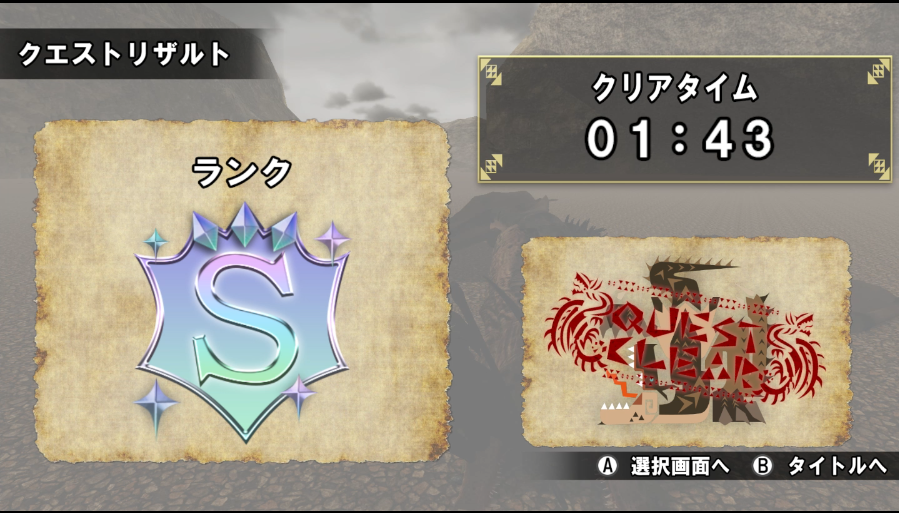 クエストリザルト
クリアタイム
01:43
ランク
S
QUEST
CLEAR
A 選択画面へ B タイトルへ